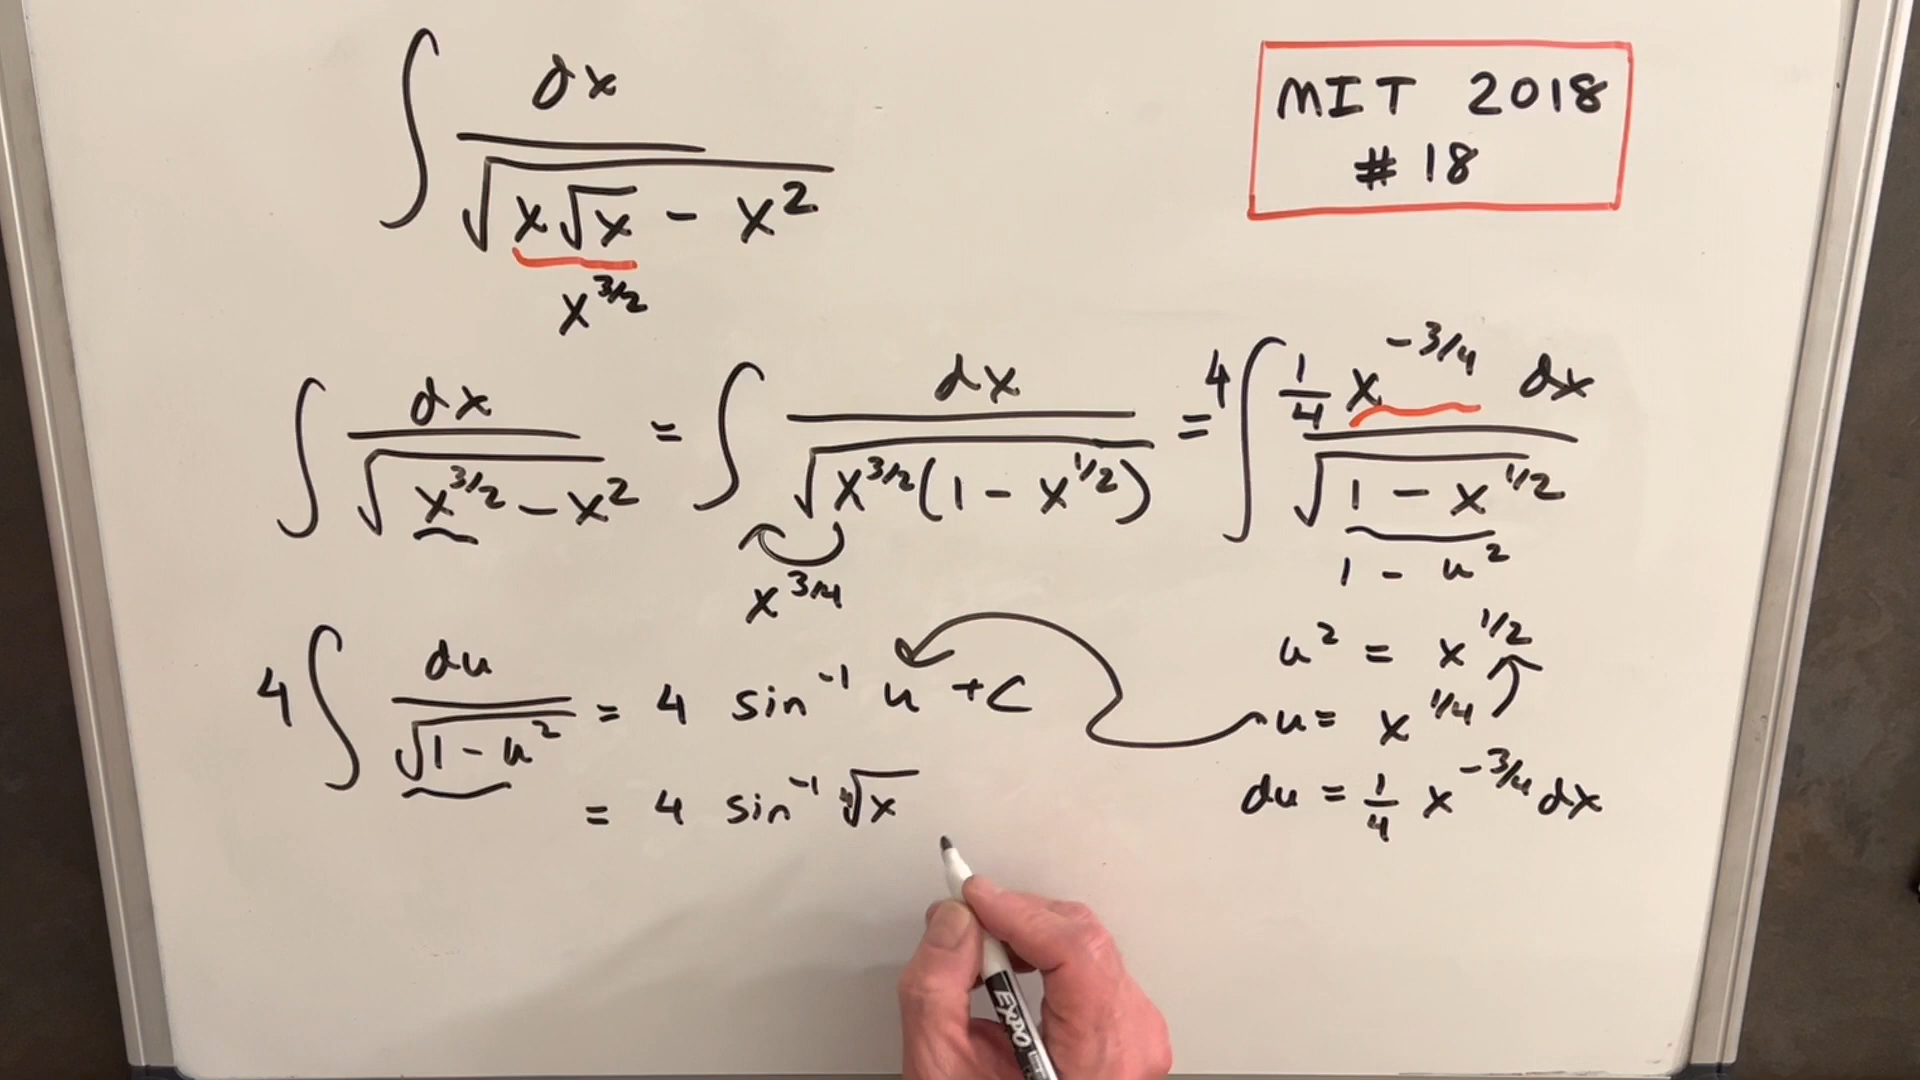 ∫ dx / √(x√x - x²)
x^3/2
MIT 2018
# 18
∫ dx / √(x^3/2 - x²) = ∫ dx / √(x^3/2 (1 - x^1/2)) = 4 ∫ 1/4 x^-3/4 dx / √(1 - x^1/2)
x^3/4
1 - u²
u² = x^1/2
u = x^1/4
du = 1/4 x^-3/4 dx
4 ∫ du / √(1 - u²) = 4 sin⁻¹ u + C
= 4 sin⁻¹ ∜x
EXPO